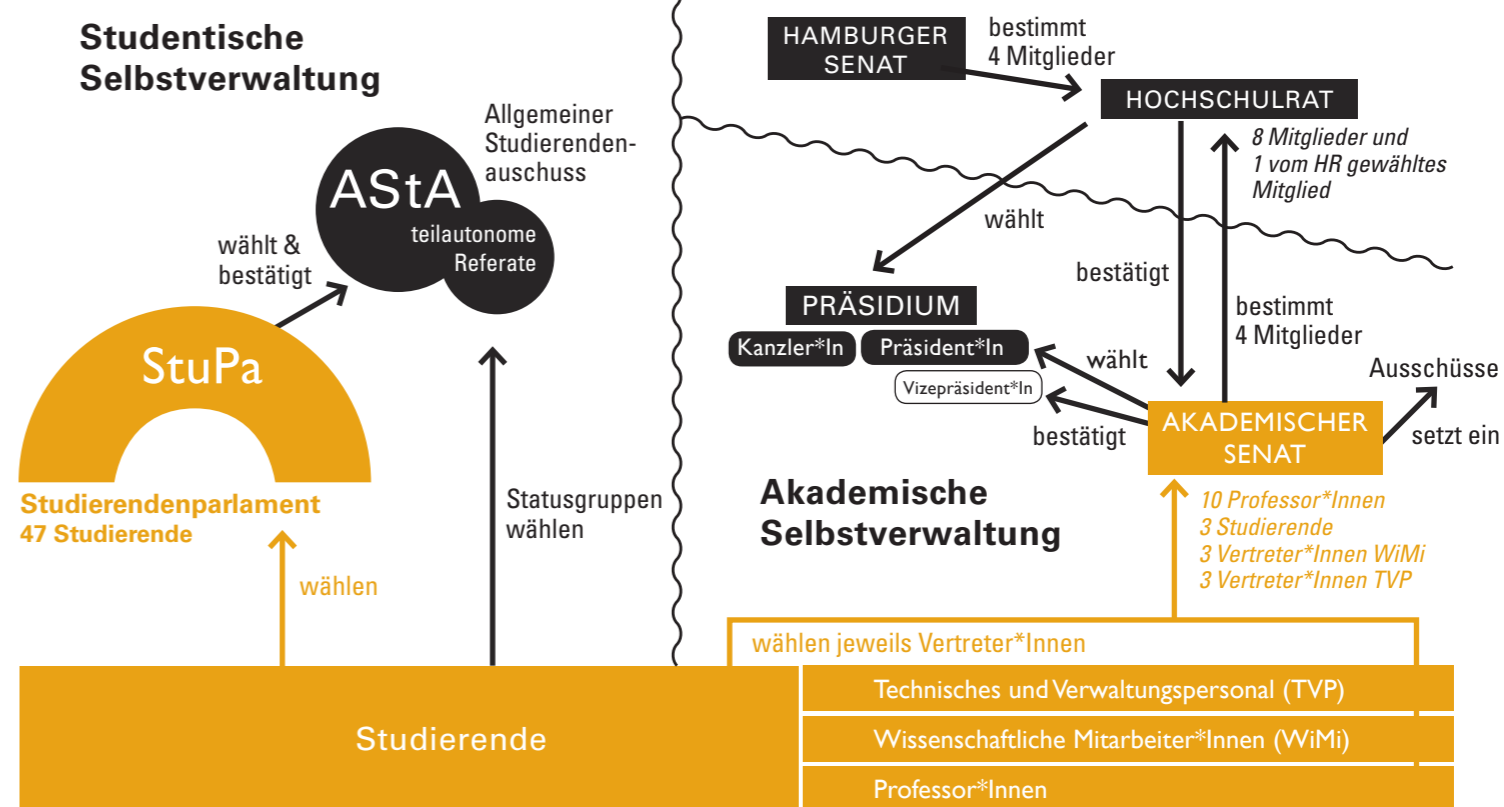 Studentische
Selbstverwaltung
Allgemeiner
Studierenden-
auschuss
AStA
teilautonome
Referate
wählt &
bestätigt
StuPa
Studierendenparlament
47 Studierende
wählen
Statusgruppen
wählen
HAMBURGER
SENAT
bestimmt
4 Mitglieder
HOCHSCHULRAT
8 Mitglieder und
1 vom HR gewähltes
Mitglied
wählt
bestätigt
bestimmt
4 Mitglieder
PRÄSIDIUM
Kanzler*In
Präsident*In
Vizepräsident*In
wählt
bestätigt
Ausschüsse
setzt ein
AKADEMISCHER
SENAT
Akademische
Selbstverwaltung
10 Professor*Innen
3 Studierende
3 Vertreter*Innen WiMi
3 Vertreter*Innen TVP
wählen jeweils Vertreter*Innen
Studierende
Technisches und Verwaltungspersonal (TVP)
Wissenschaftliche Mitarbeiter*Innen (WiMi)
Professor*Innen